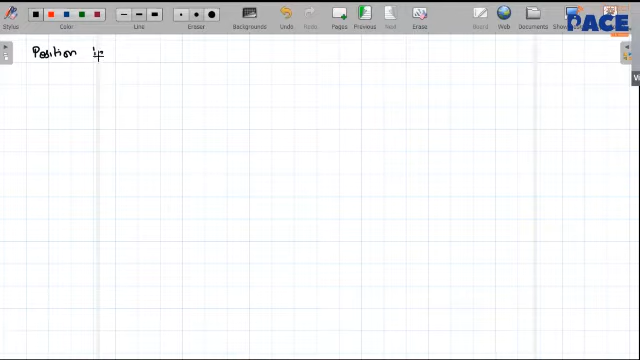 Stylus
Color
Line
Eraser
Backgrounds
Undo
Redo
Pages
Previous
Next
Erase
Board
Web
Documents
PACE
Position